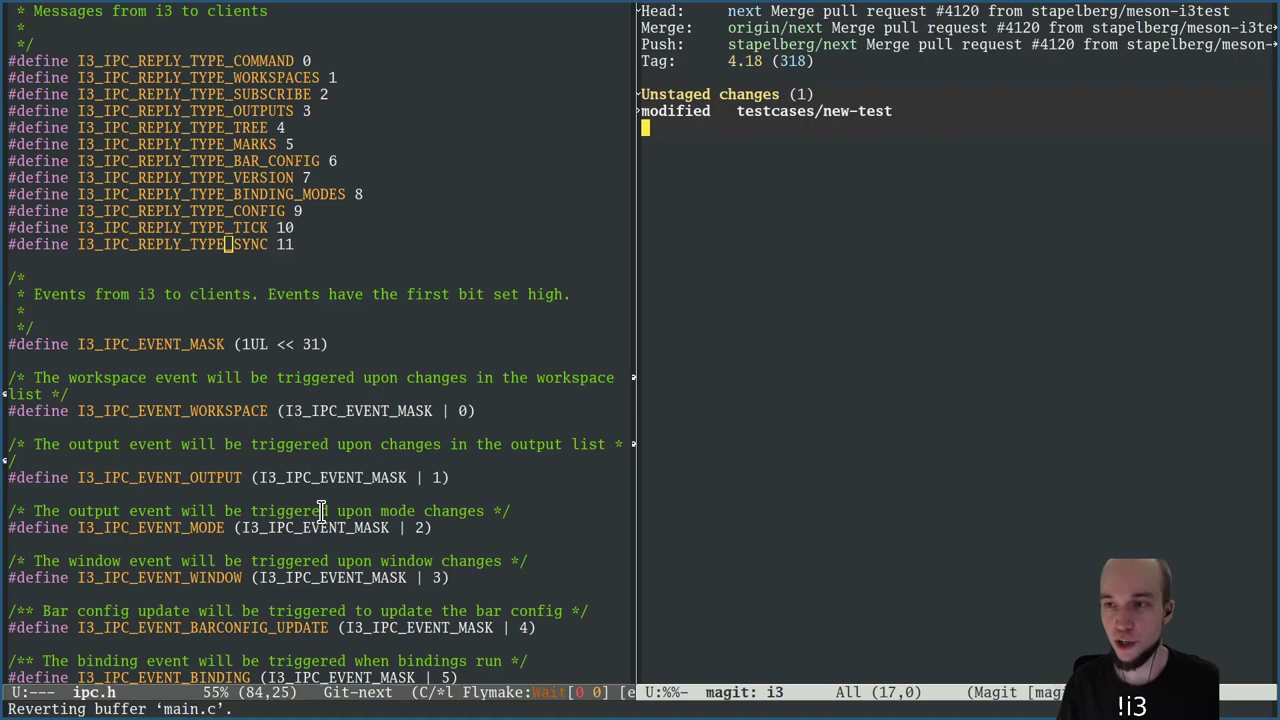 * Messages from i3 to clients
*
*/
#define I3_IPC_REPLY_TYPE_COMMAND 0
#define I3_IPC_REPLY_TYPE_WORKSPACES 1
#define I3_IPC_REPLY_TYPE_SUBSCRIBE 2
#define I3_IPC_REPLY_TYPE_OUTPUTS 3
#define I3_IPC_REPLY_TYPE_TREE 4
#define I3_IPC_REPLY_TYPE_MARKS 5
#define I3_IPC_REPLY_TYPE_BAR_CONFIG 6
#define I3_IPC_REPLY_TYPE_VERSION 7
#define I3_IPC_REPLY_TYPE_BINDING_MODES 8
#define I3_IPC_REPLY_TYPE_CONFIG 9
#define I3_IPC_REPLY_TYPE_TICK 10
#define I3_IPC_REPLY_TYPE_SYNC 11
/*
* Events from i3 to clients. Events have the first bit set high.
*
*/
#define I3_IPC_EVENT_MASK (1UL << 31)
/* The workspace event will be triggered upon changes in the workspace
list */
#define I3_IPC_EVENT_WORKSPACE (I3_IPC_EVENT_MASK | 0)
/* The output event will be triggered upon changes in the output list *
/
#define I3_IPC_EVENT_OUTPUT (I3_IPC_EVENT_MASK | 1)
/* The output event will be triggered upon mode changes */
#define I3_IPC_EVENT_MODE (I3_IPC_EVENT_MASK | 2)
/* The window event will be triggered upon window changes */
#define I3_IPC_EVENT_WINDOW (I3_IPC_EVENT_MASK | 3)
/** Bar config update will be triggered to update the bar config */
#define I3_IPC_EVENT_BARCONFIG_UPDATE (I3_IPC_EVENT_MASK | 4)
/** The binding event will be triggered when bindings run */
#define I3_IPC_EVENT_BINDING (I3_IPC_EVENT_MASK | 5)
U:--- ipc.h 55% (84,25) Git-next (C/*l Flymake:Wait[0 0] [e
Reverting buffer ‘main.c’.
Head: next Merge pull request #4120 from stapelberg/meson-i3test
Merge: origin/next Merge pull request #4120 from stapelberg/meson-i3te
Push: stapelberg/next Merge pull request #4120 from stapelberg/meson-
Tag: 4.18 (318)
Unstaged changes (1)
modified testcases/new-test
U:%%- magit: i3 All (17,0) (Magit [mag
!i3